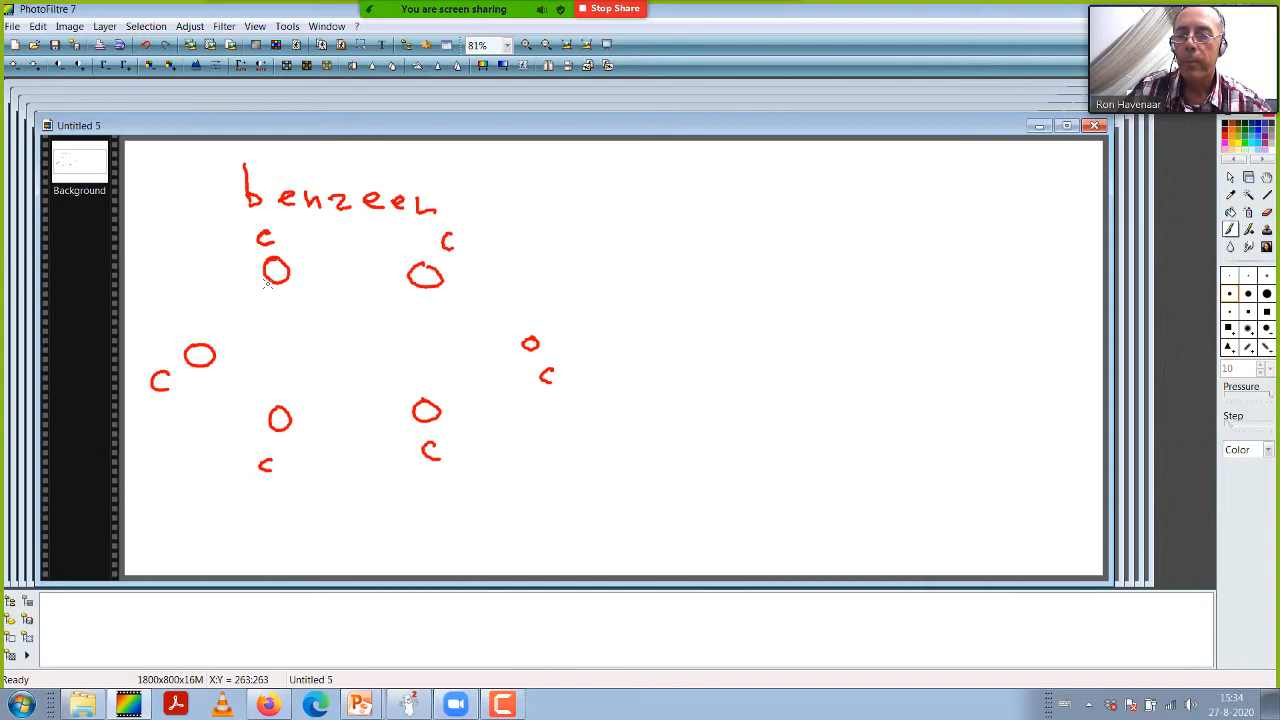 PhotoFiltre 7
You are screen sharing
Stop Share
File Edit Image Layer Selection Adjust Filter View Tools Window ?
81%
Ron Havenaar
Untitled 5
Background
benzeen
c c
C c
c C
10
Pressure
Step
Color
Ready 1800x800x16M X:Y = 263:263 Untitled 5
15:34
27-8-2020